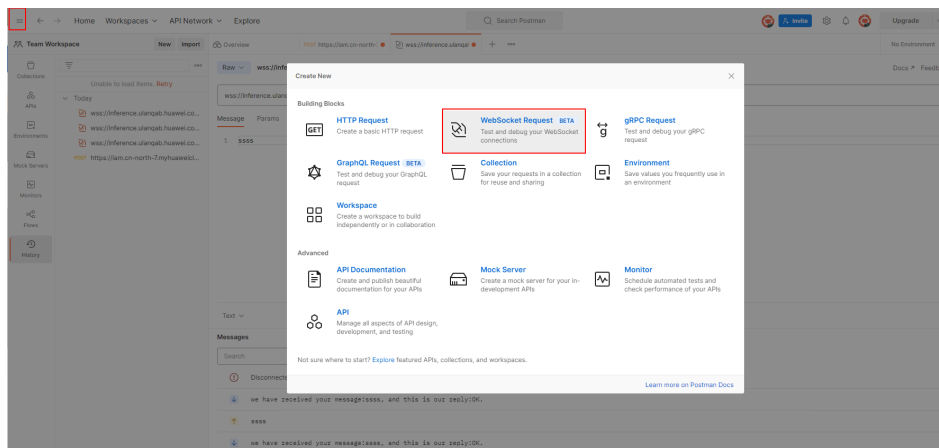 Home Workspaces API Network Explore
Search Postman
Invite
Upgrade
Team Workspace
New Import
Overview
POST https://iam.cn-north-
wss://inference.ulanqal
No Environment
Collections
APIs
Environments
Mock Servers
Monitors
Flows
History
Unable to load items. Retry
Today
wss://inference.ulanqab.huawei.co...
wss://inference.ulanqab.huawei.co...
wss://inference.ulanqab.huawei.co...
POST https://iam.cn-north-7.myhuaweicl...
Raw wss://infe
Docs
Feedb
wss://inference.ulanq
Message Params
1 ssss
Create New
Building Blocks
GET
HTTP Request
Create a basic HTTP request
WebSocket Request BETA
Test and debug your WebSocket
connections
gRPC Request
Test and debug your gRPC
request
GraphQL Request BETA
Test and debug your GraphQL
request
Collection
Save your requests in a collection
for reuse and sharing
Environment
Save values you frequently use in
an environment
Workspace
Create a workspace to build
independently or in collaboration
Advanced
API Documentation
Create and publish beautiful
documentation for your APIs
Mock Server
Create a mock server for your in-
development APIs
Monitor
Schedule automated tests and
check performance of your APIs
API
Manage all aspects of API design,
development, and testing
Not sure where to start? Explore featured APIs, collections, and workspaces.
Learn more on Postman Docs
Text
Messages
Search
Disconnecte
we have received your message:ssss, and this is our reply:OK.
ssss
we have received your message:ssss, and this is our reply:OK.